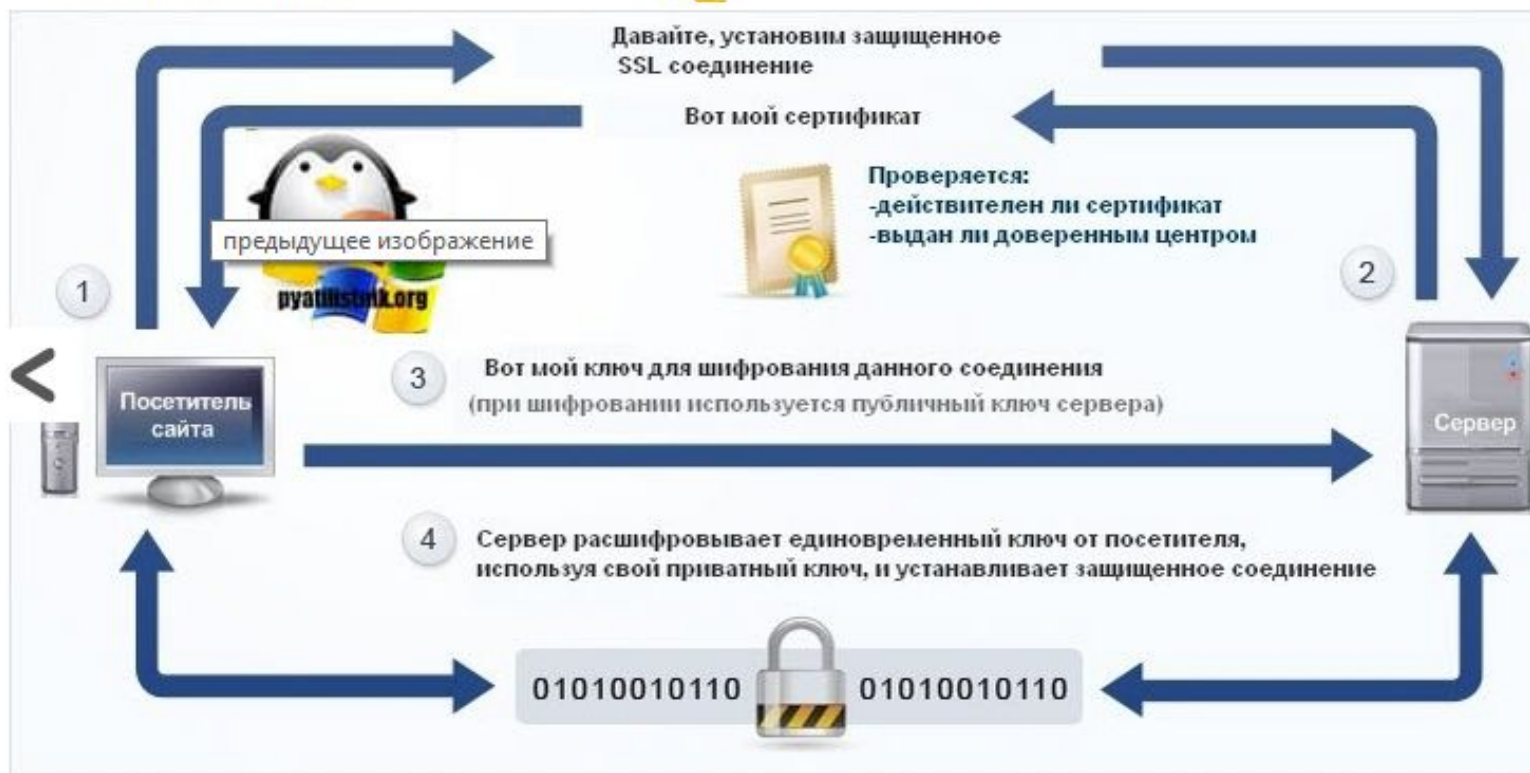 Давайте, установим защищенное
SSL соединение
Вот мой сертификат
Проверяется:
-действителен ли сертификат
-выдан ли доверенным центром
предыдущее изображение
pyatilistnik.org
1
2
3
Вот мой ключ для шифрования данного соединения
(при шифровании используется публичный ключ сервера)
Посетитель
сайта
Сервер
4
Сервер расшифровывает единовременный ключ от посетителя,
используя свой приватный ключ, и устанавливает защищенное соединение
01010010110
01010010110